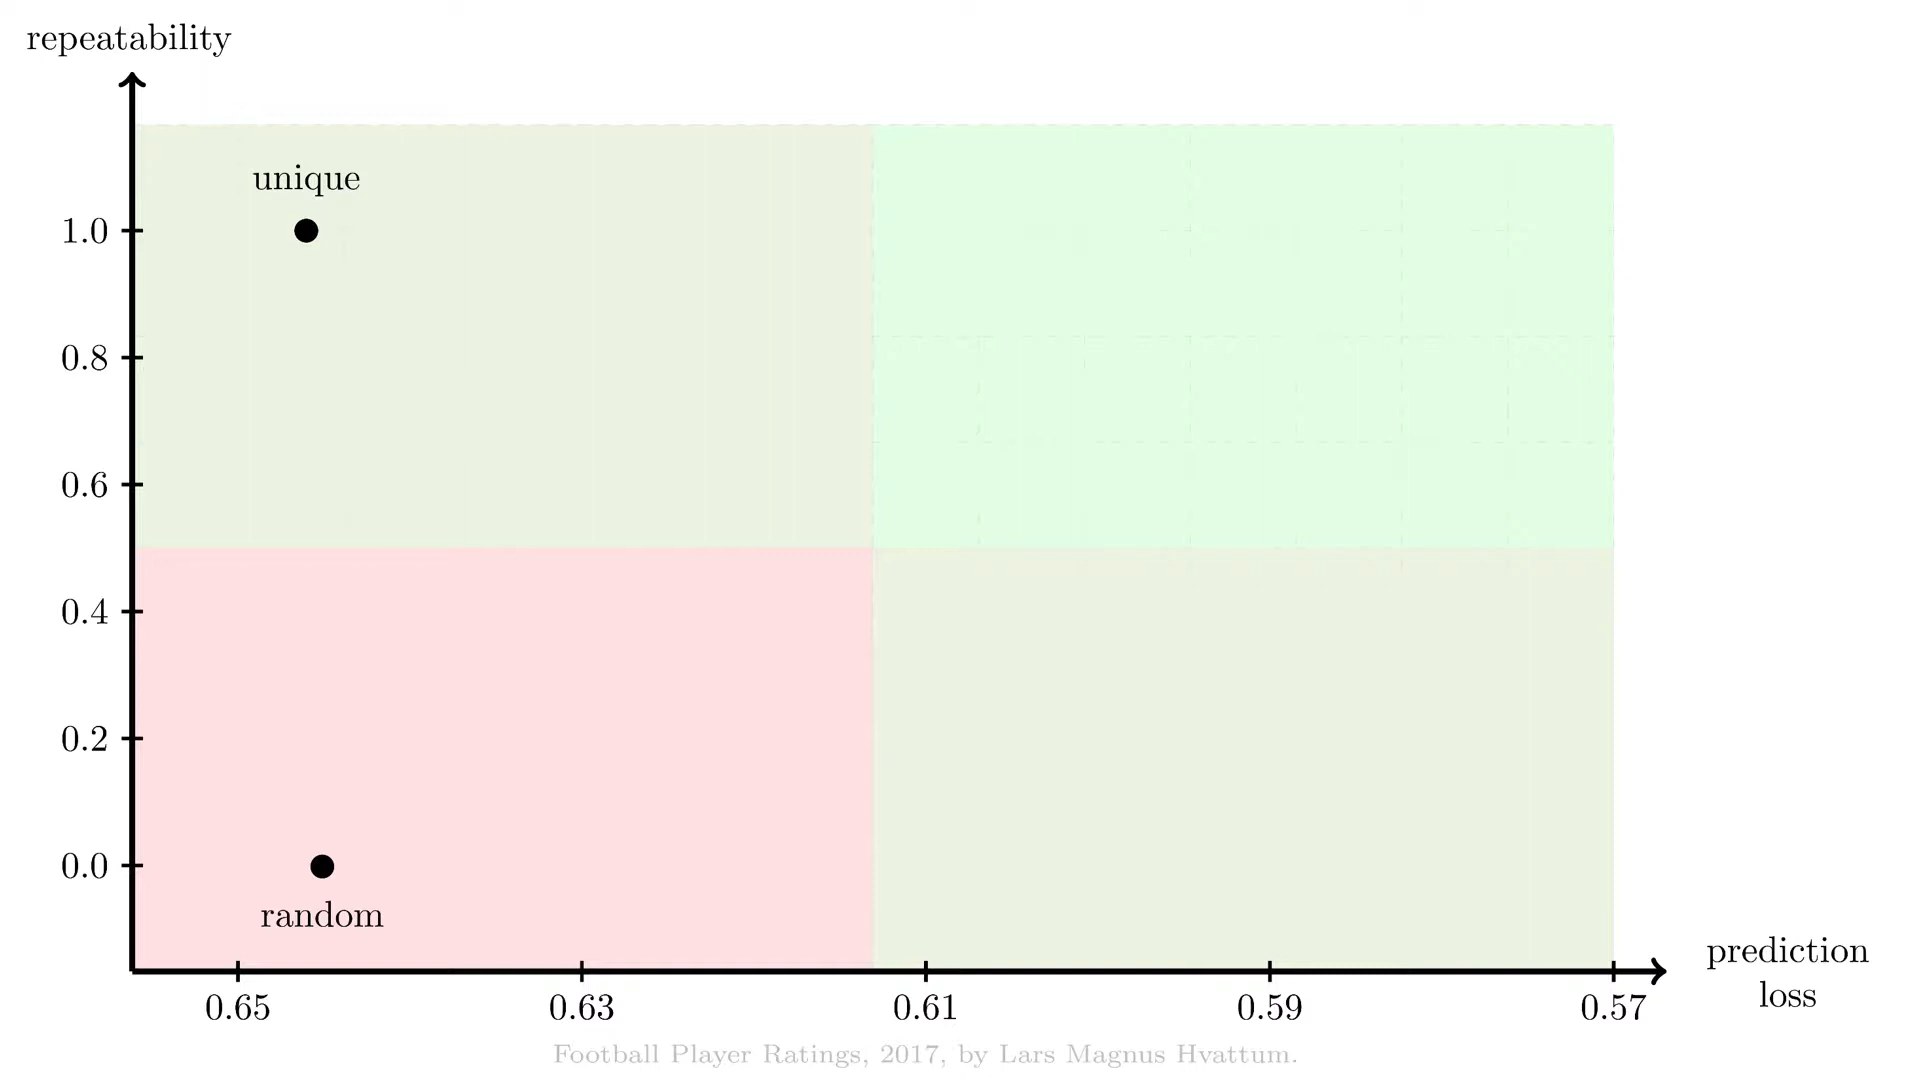 repeatability
unique
1.0
0.8
0.6
0.4
0.2
0.0
random
prediction
loss
0.65 0.63 0.61 0.59 0.57
Football Player Ratings, 2017, by Lars Magnus Hvattum.